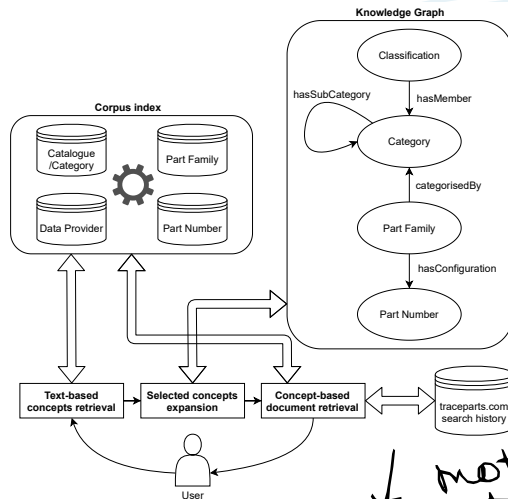 Knowledge Graph
Classification
hasSubCategory
hasMember
Corpus index
Category
Catalogue
/Category
Part Family
categorisedBy
Data Provider
Part Number
Part Family
hasConfiguration
Part Number
Text-based
concepts retrieval
Selected concepts
expansion
Concept-based
document retrieval
traceparts.com
search history
User